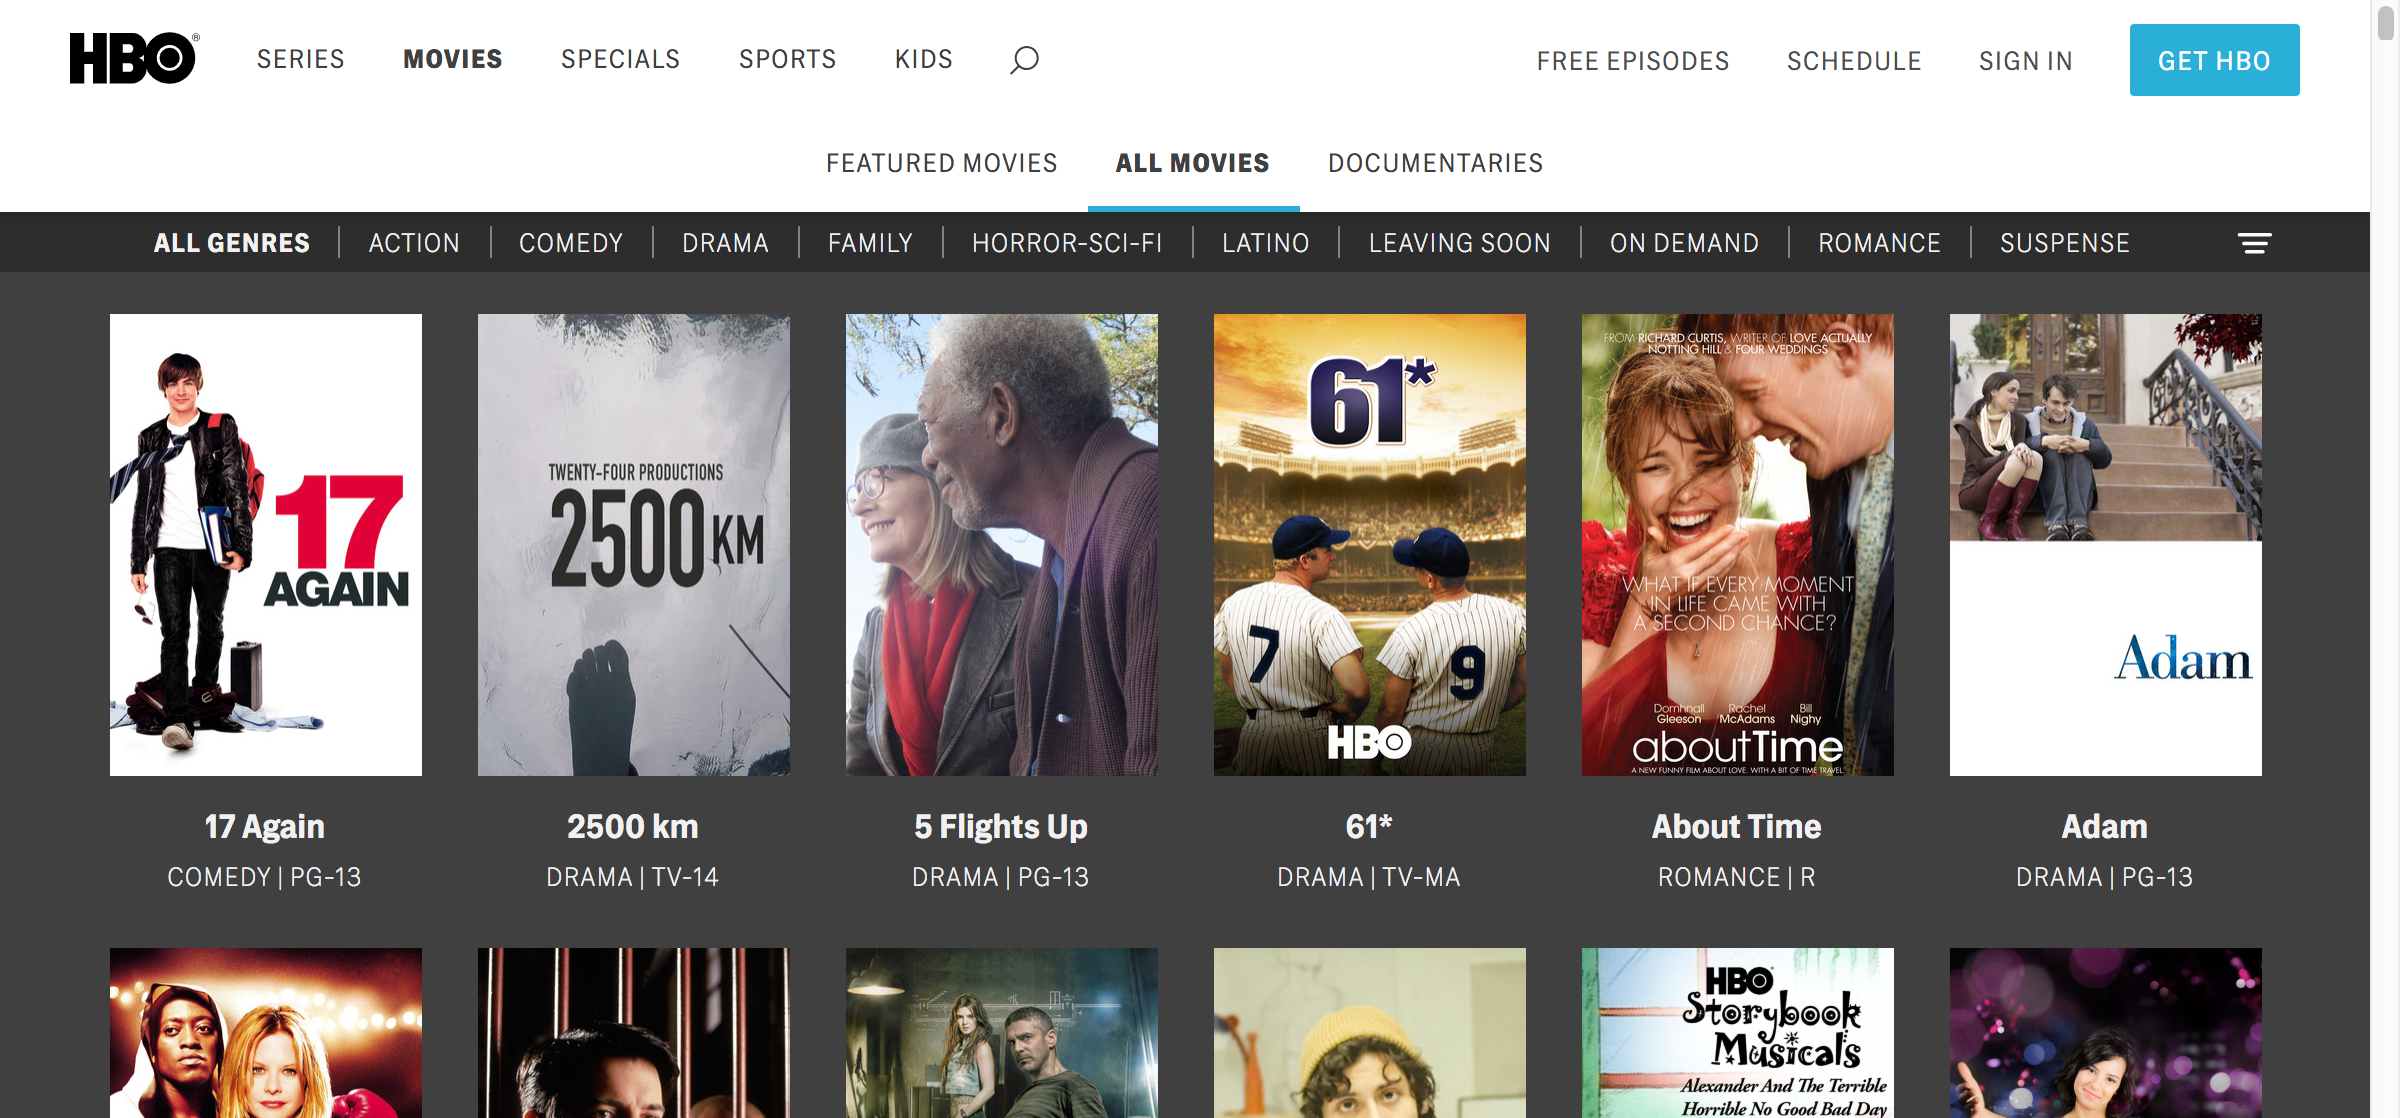 HBO®
SERIES
MOVIES
SPECIALS
SPORTS
KIDS
FREE EPISODES
SCHEDULE
SIGN IN
GET HBO
FEATURED MOVIES
ALL MOVIES
DOCUMENTARIES
ALL GENRES
ACTION
COMEDY
DRAMA
FAMILY
HORROR-SCI-FI
LATINO
LEAVING SOON
ON DEMAND
ROMANCE
SUSPENSE
17
AGAIN
TWENTY-FOUR PRODUCTIONS
2500 KM
61*
7
9
HBO
FROM RICHARD CURTIS, WRITER OF LOVE ACTUALLY
NOTTING HILL & FOUR WEDDINGS
WHAT IF EVERY MOMENT
IN LIFE CAME WITH
A SECOND CHANCE?
Domhnall Gleeson
Rachel McAdams
Bill Nighy
aboutTime
A NEW FUNNY FILM ABOUT LOVE. WITH A BIT OF TIME TRAVEL.
Adam
17 Again
COMEDY | PG-13
2500 km
DRAMA | TV-14
5 Flights Up
DRAMA | PG-13
61*
DRAMA | TV-MA
About Time
ROMANCE | R
Adam
DRAMA | PG-13
HBO
Storybook
Musicals
Alexander And The Terrible
Horrible No Good Bad Day